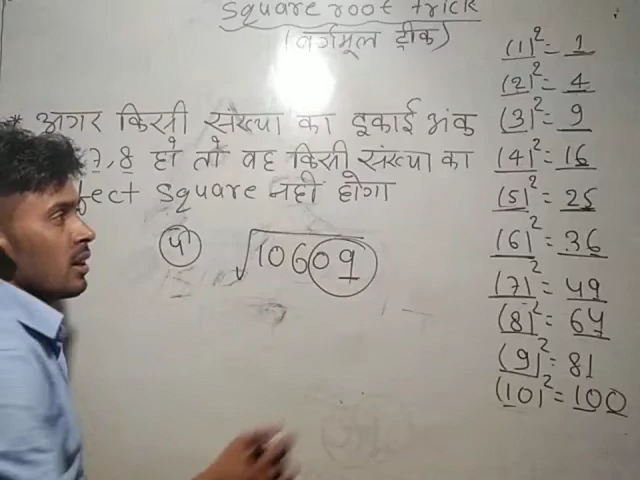 Square root trick
(वर्गमूल ट्रीक)
* अगर किसी संख्या का इकाई अंक
7, 8 हो तो वह किसी संख्या का
fect square नही होगा
√10609
(1)² = 1
(2)² = 4
(3)² = 9
(4)² = 16
(5)² = 25
(6)² = 36
(7)² = 49
(8)² = 64
(9)² = 81
(10)² = 100